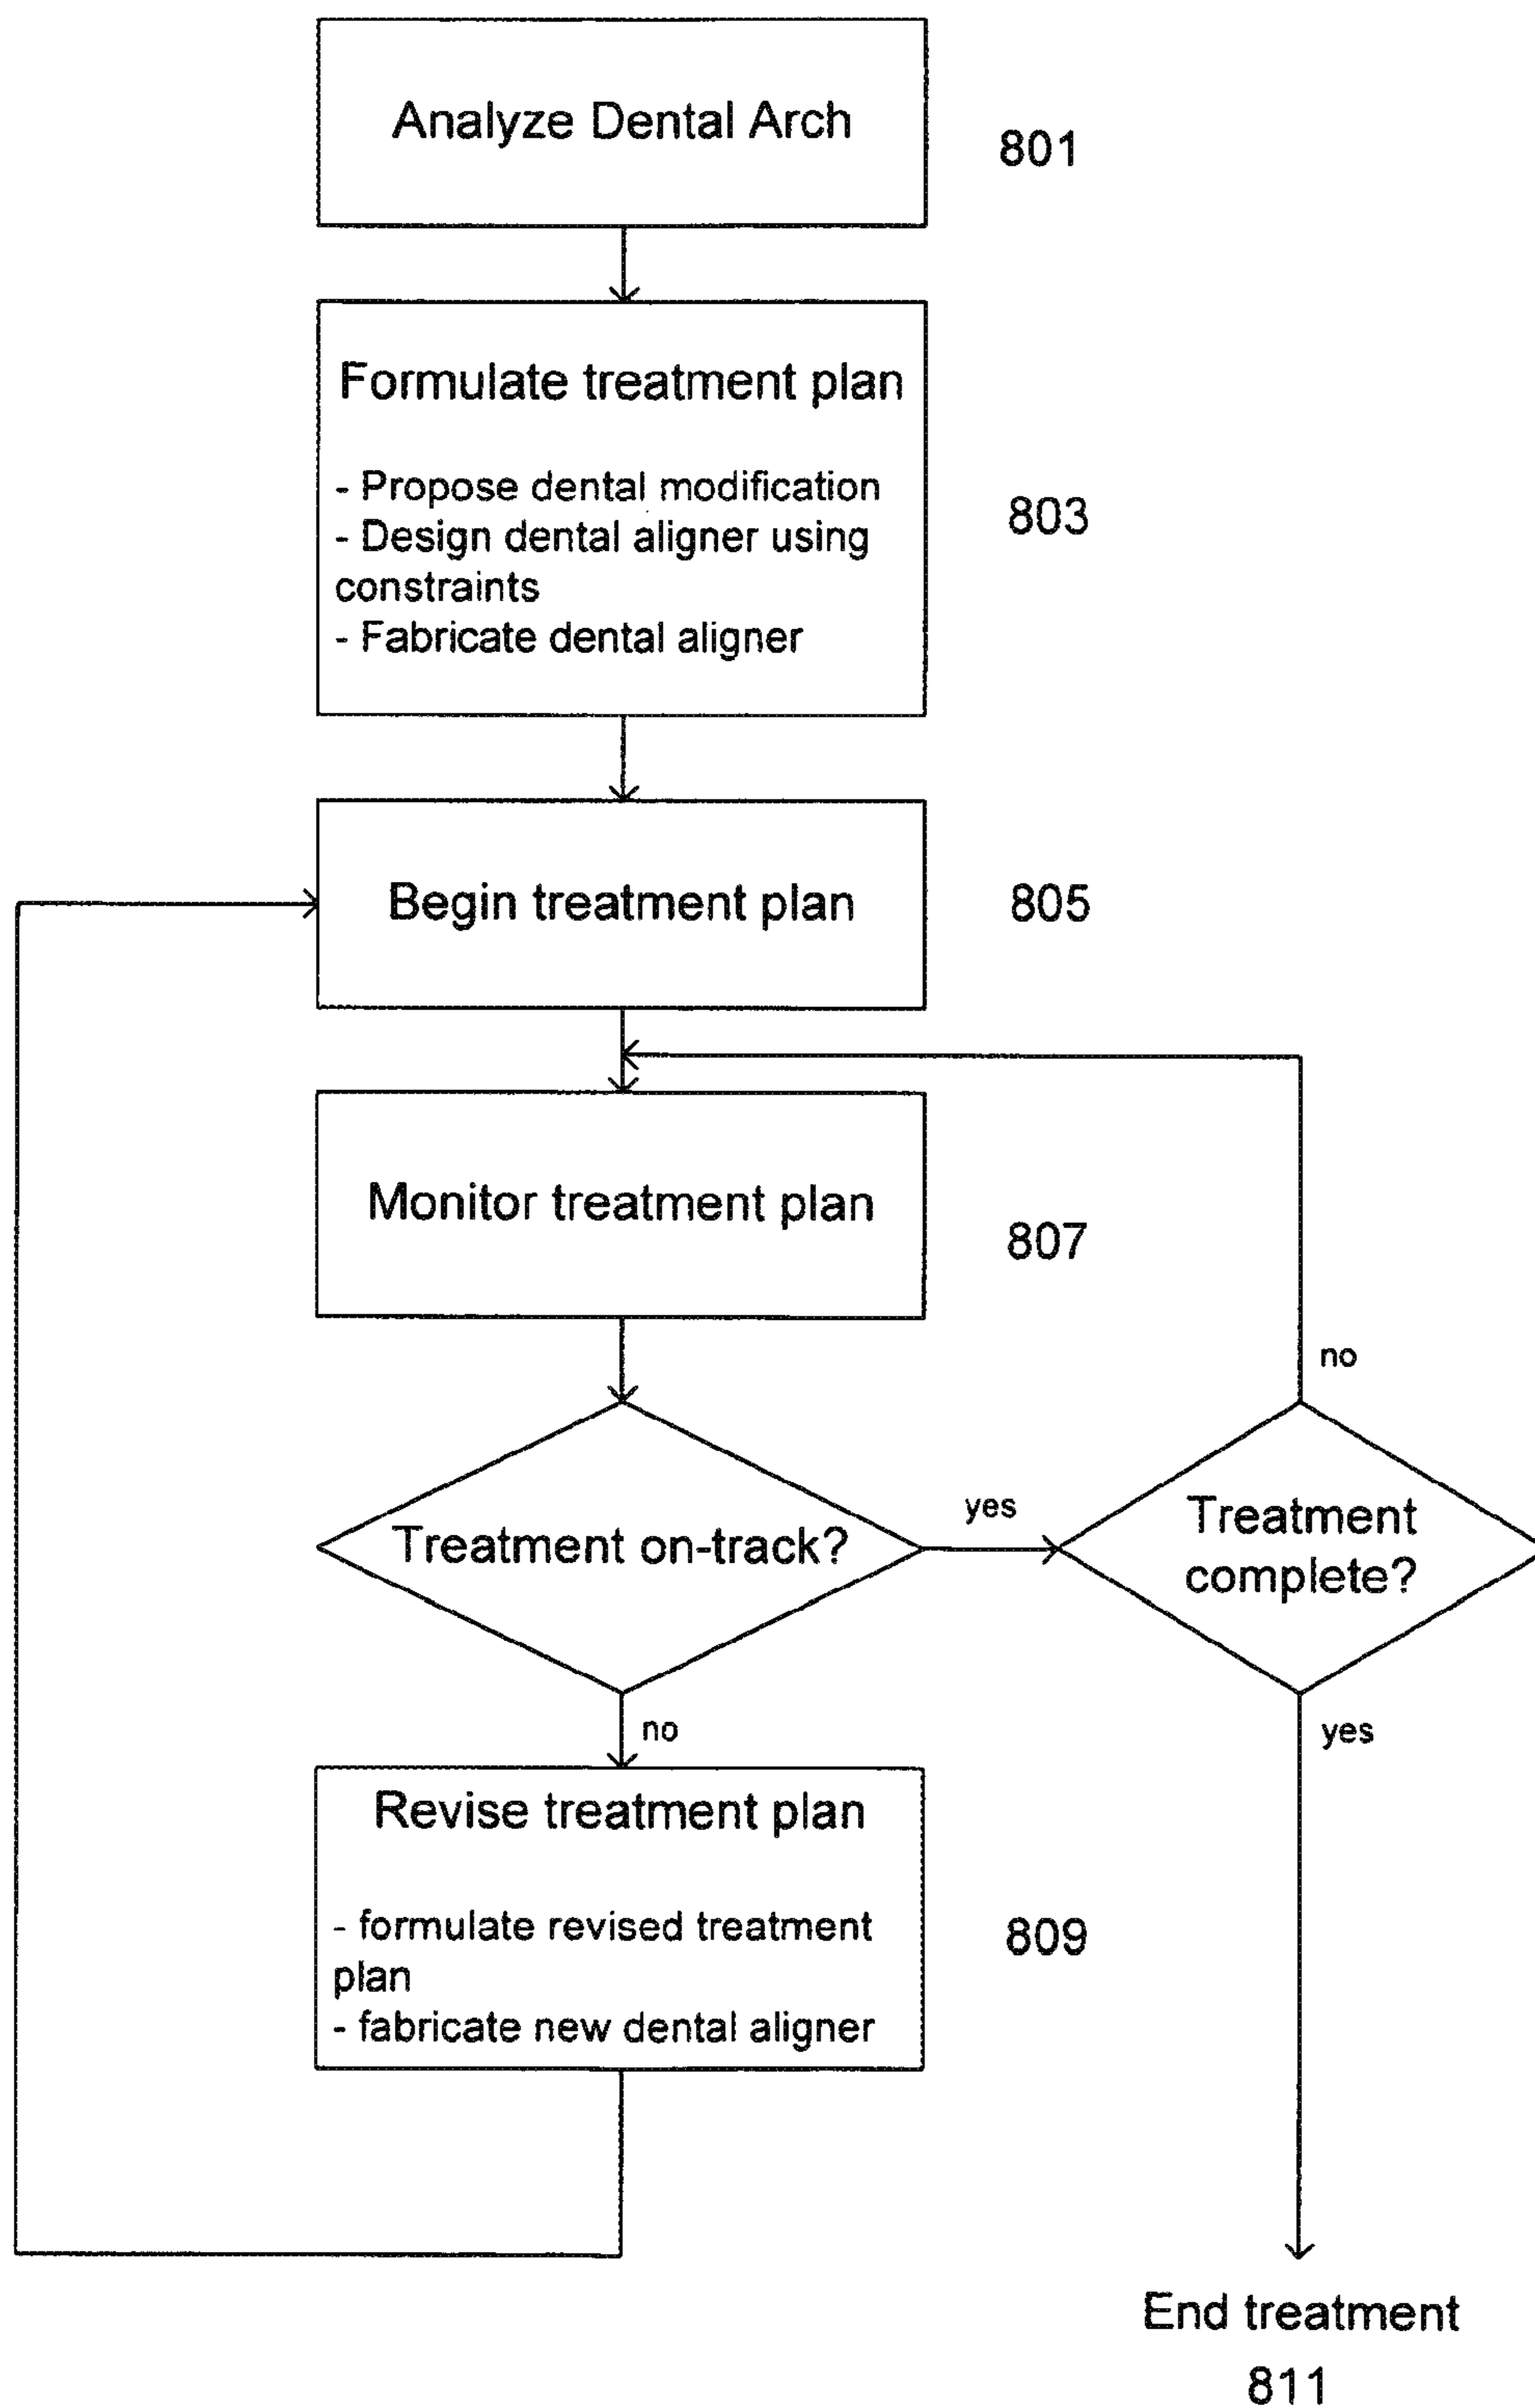 Analyze Dental Arch
801
Formulate treatment plan
- Propose dental modification
- Design dental aligner using
constraints
- Fabricate dental aligner
803
Begin treatment plan
805
Monitor treatment plan
807
no
Treatment on-track?
yes
Treatment
complete?
no
yes
Revise treatment plan
- formulate revised treatment
plan
- fabricate new dental aligner
809
End treatment
811